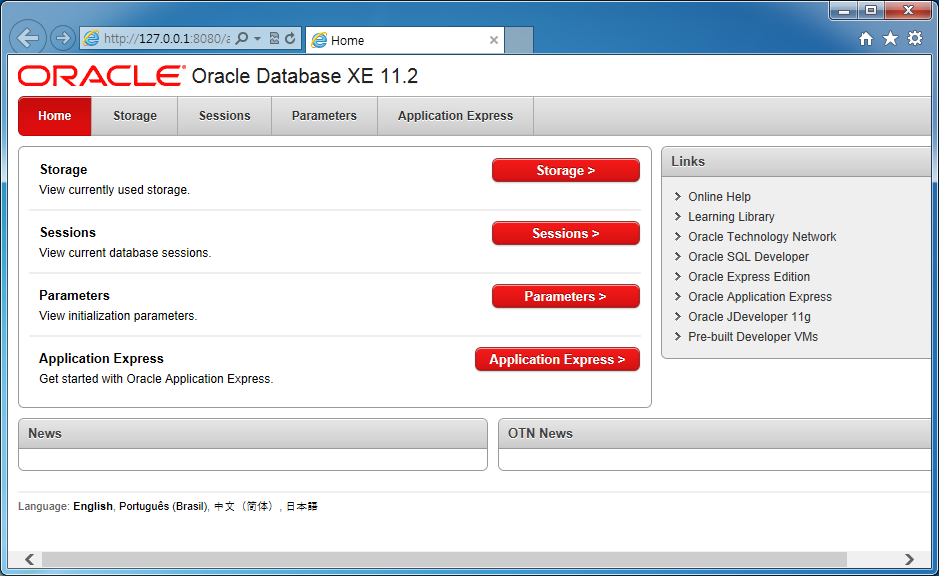 http://127.0.0.1:8080/a
Home
ORACLE Oracle Database XE 11.2
Home Storage Sessions Parameters Application Express
Storage
View currently used storage.
Storage >
Sessions
View current database sessions.
Sessions >
Parameters
View initialization parameters.
Parameters >
Application Express
Get started with Oracle Application Express.
Application Express >
Links
Online Help
Learning Library
Oracle Technology Network
Oracle SQL Developer
Oracle Express Edition
Oracle Application Express
Oracle JDeveloper 11g
Pre-built Developer VMs
News
OTN News
Language: English, Português (Brasil), 中文（简体）, 日本語